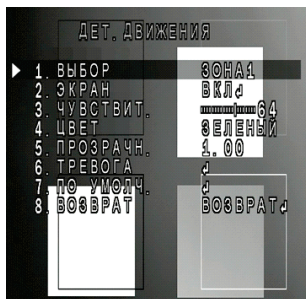 ДЕТ. ДВИЖЕНИЯ
1. ВЫБОР ЗОНА1
2. ЭКРАН ВКЛ↲
3. ЧУВСТВИТ. 64
4. ЦВЕТ ЗЕЛЕНЫЙ
5. ПРОЗРАЧН. 1.00
6. ТРЕВОГА ↲
7. ПО УМОЛЧ. ↲
8. ВОЗВРАТ ВОЗВРАТ↲